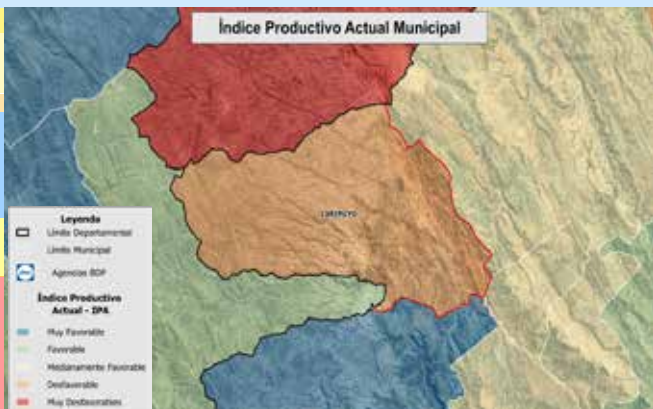 Índice Productivo Actual Municipal
Leyenda
Límite Departamental
Límite Municipal
Agencias BDP
Índice Productivo
Actual - IPA
Muy Favorable
Favorable
Medianamente Favorable
Desfavorable
Muy Desfavorable